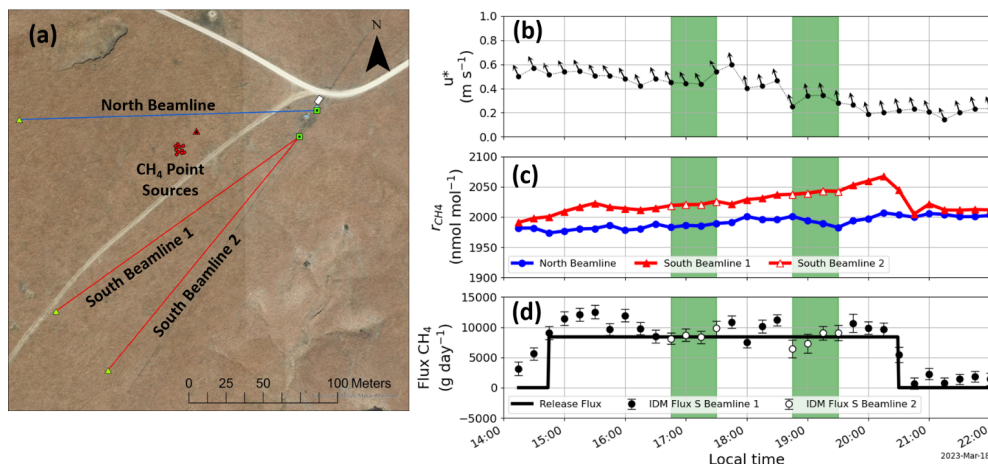 (a)
N
North Beamline
CH4 Point
Sources
South Beamline 1
South Beamline 2
0 25 50 100 Meters
(b)
u*
(m s⁻¹)
1.0
0.8
0.6
0.4
0.2
0.0
(c)
rCH4
(nmol mol⁻¹)
2100
2050
2000
1950
1900
North Beamline South Beamline 1 South Beamline 2
(d)
Flux CH4
(g day⁻¹)
15000
10000
5000
0
−5000
Release Flux IDM Flux S Beamline 1 IDM Flux S Beamline 2
14:00 15:00 16:00 17:00 18:00 19:00 20:00 21:00 22:00
Local time
2023-Mar-18